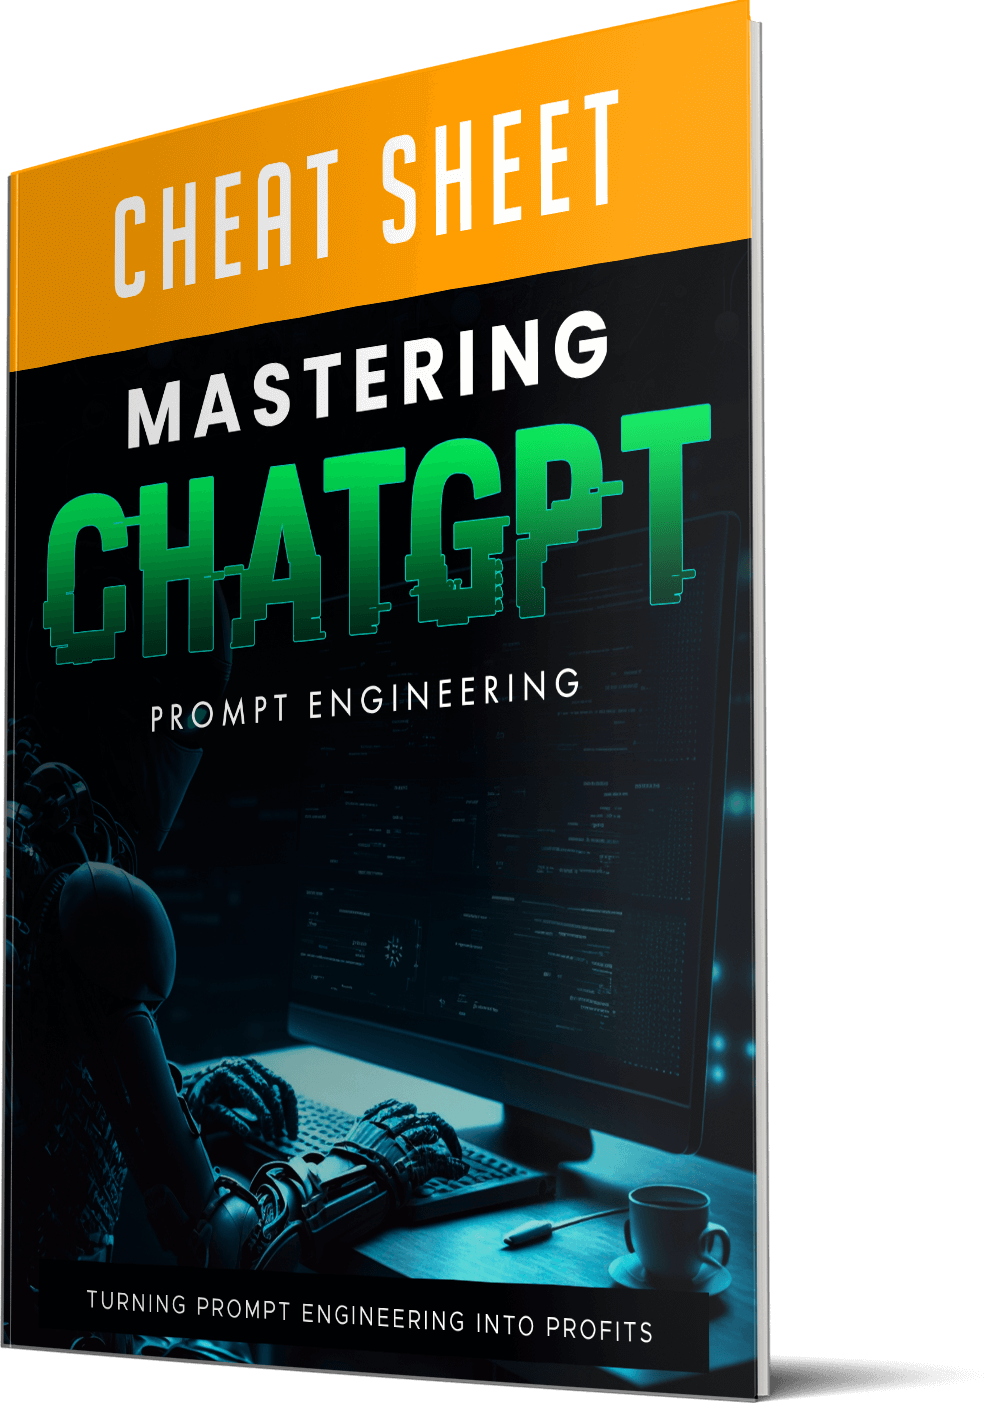 CHEAT SHEET
MASTERING
CHATGPT
PROMPT ENGINEERING
TURNING PROMPT ENGINEERING INTO PROFITS